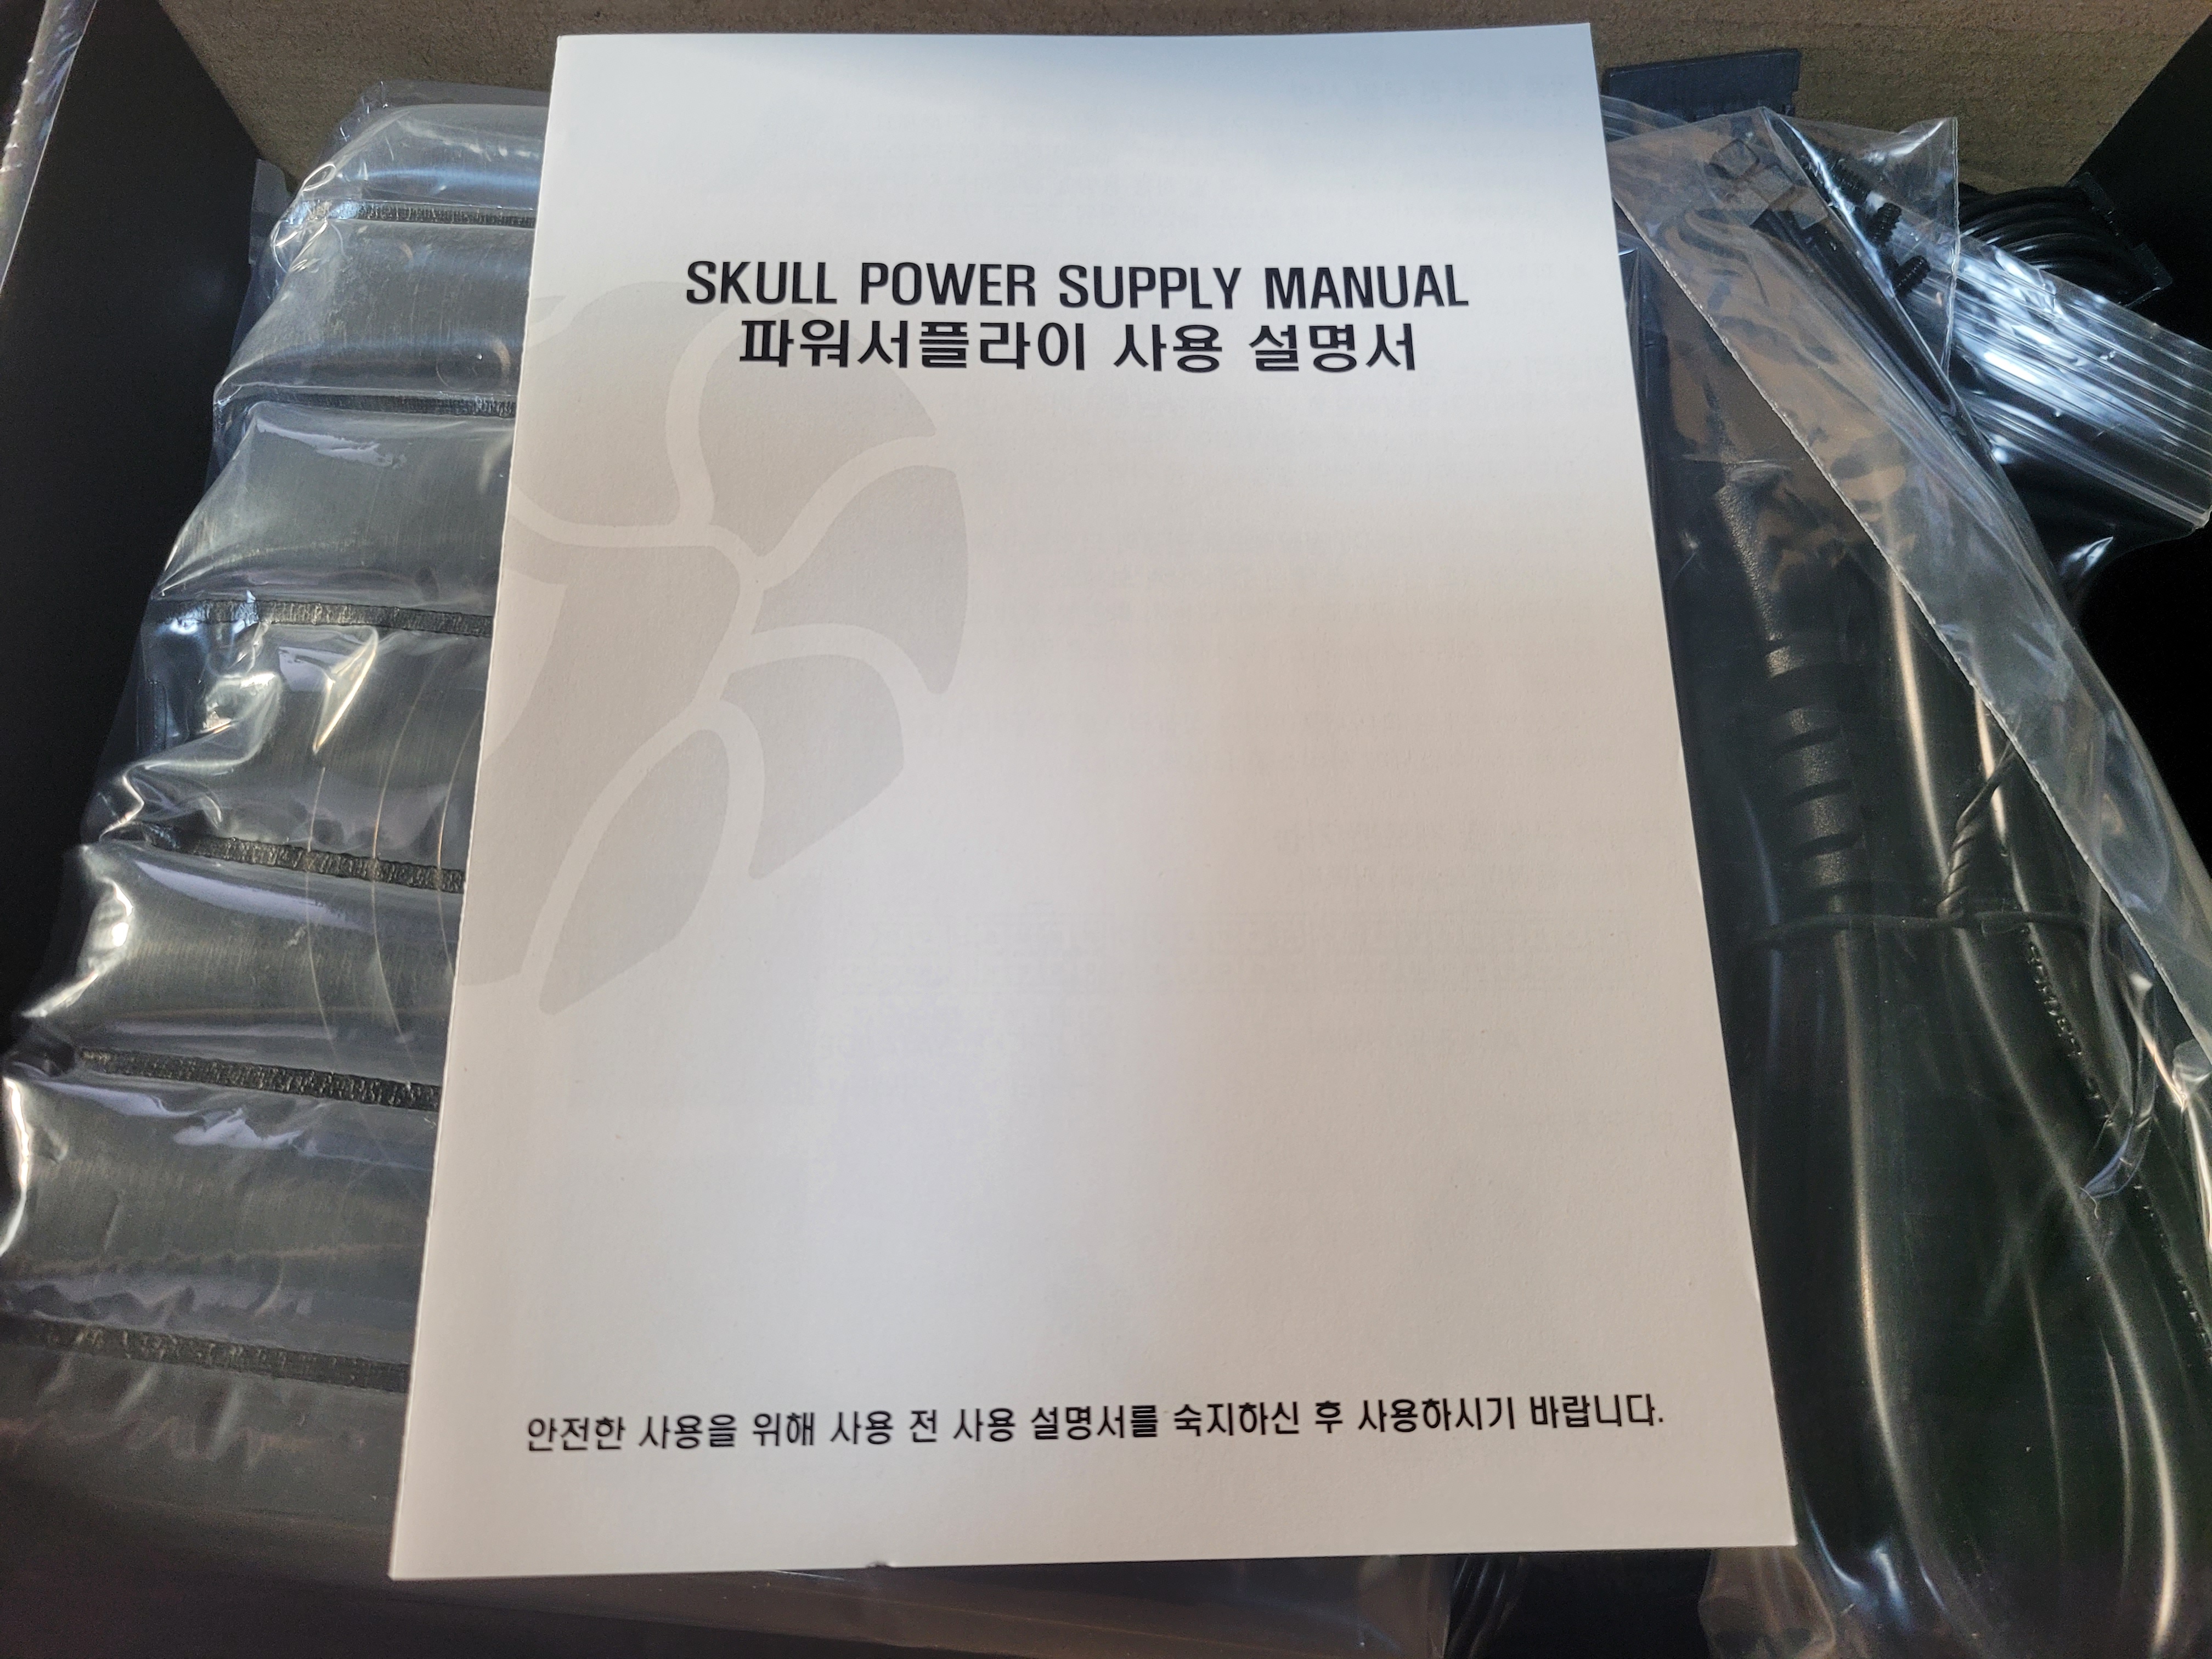 SKULL POWER SUPPLY MANUAL
파워서플라이 사용 설명서
안전한 사용을 위해 사용 전 사용 설명서를 숙지하신 후 사용하시기 바랍니다.